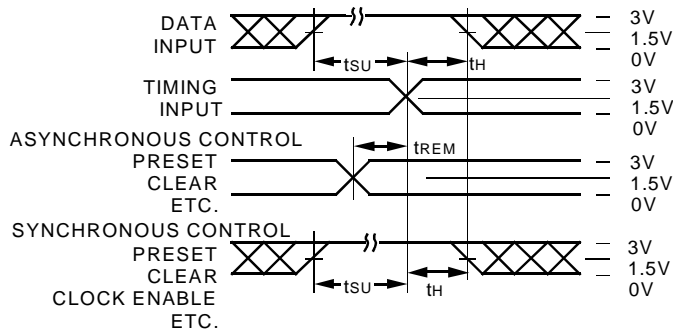 DATA
INPUT
3V
1.5V
0V
tSU
tH
TIMING
INPUT
3V
1.5V
0V
ASYNCHRONOUS CONTROL
PRESET
CLEAR
ETC.
tREM
3V
1.5V
0V
SYNCHRONOUS CONTROL
PRESET
CLEAR
CLOCK ENABLE
ETC.
tSU
tH
3V
1.5V
0V